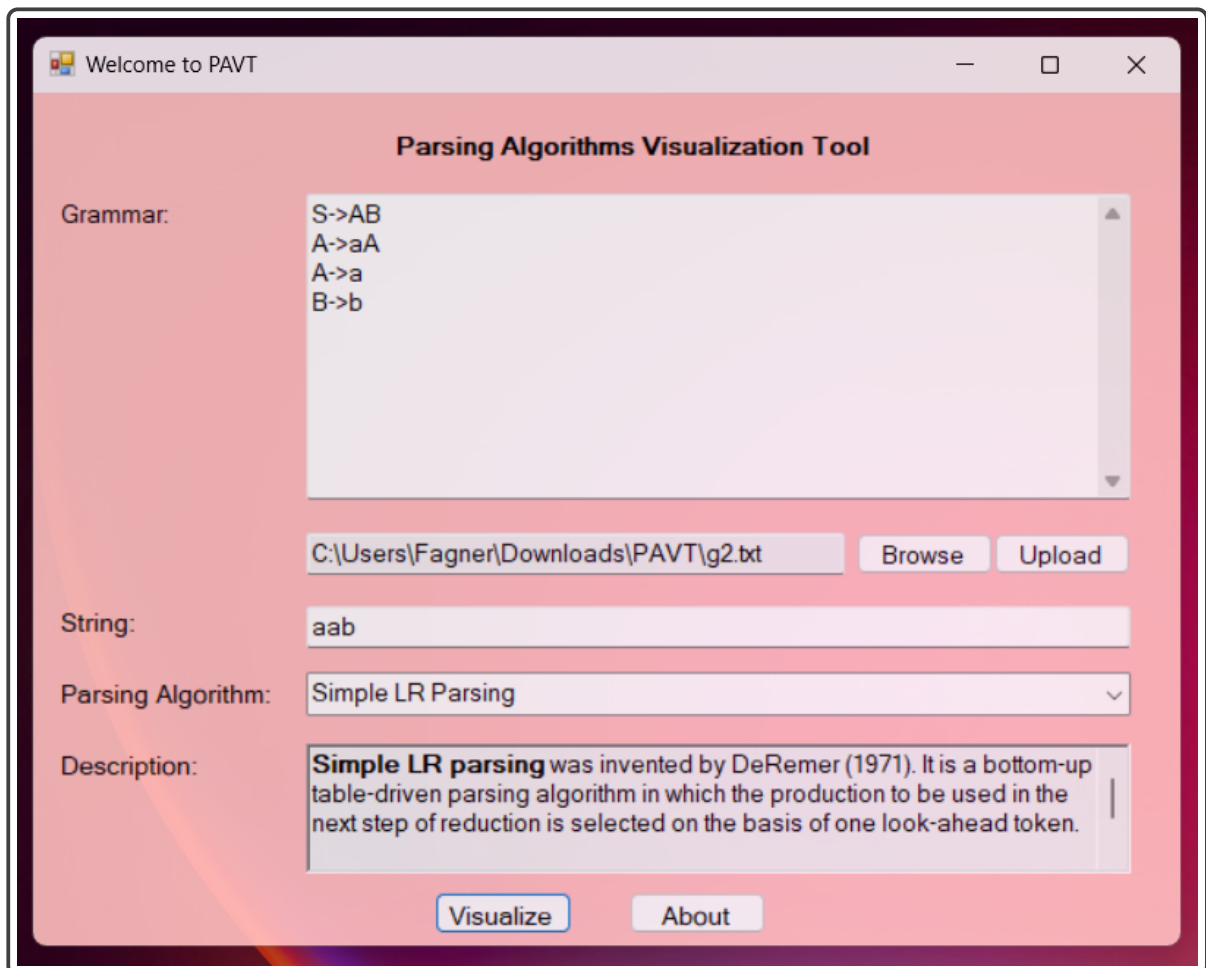 Welcome to PAVT
Parsing Algorithms Visualization Tool
Grammar:
S->AB
A->aA
A->a
B->b
C:\Users\Fagner\Downloads\PAVT\g2.txt
Browse
Upload
String:
aab
Parsing Algorithm:
Simple LR Parsing
Description:
Simple LR parsing was invented by DeRemer (1971). It is a bottom-up
table-driven parsing algorithm in which the production to be used in the
next step of reduction is selected on the basis of one look-ahead token.
Visualize
About